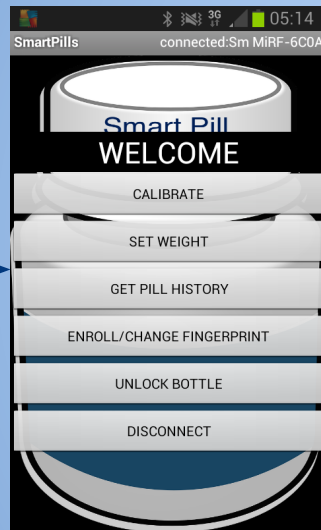 3G 05:14
SmartPills connected:Sm MiRF-6C0A
Smart Pill
WELCOME
CALIBRATE
SET WEIGHT
GET PILL HISTORY
ENROLL/CHANGE FINGERPRINT
UNLOCK BOTTLE
DISCONNECT